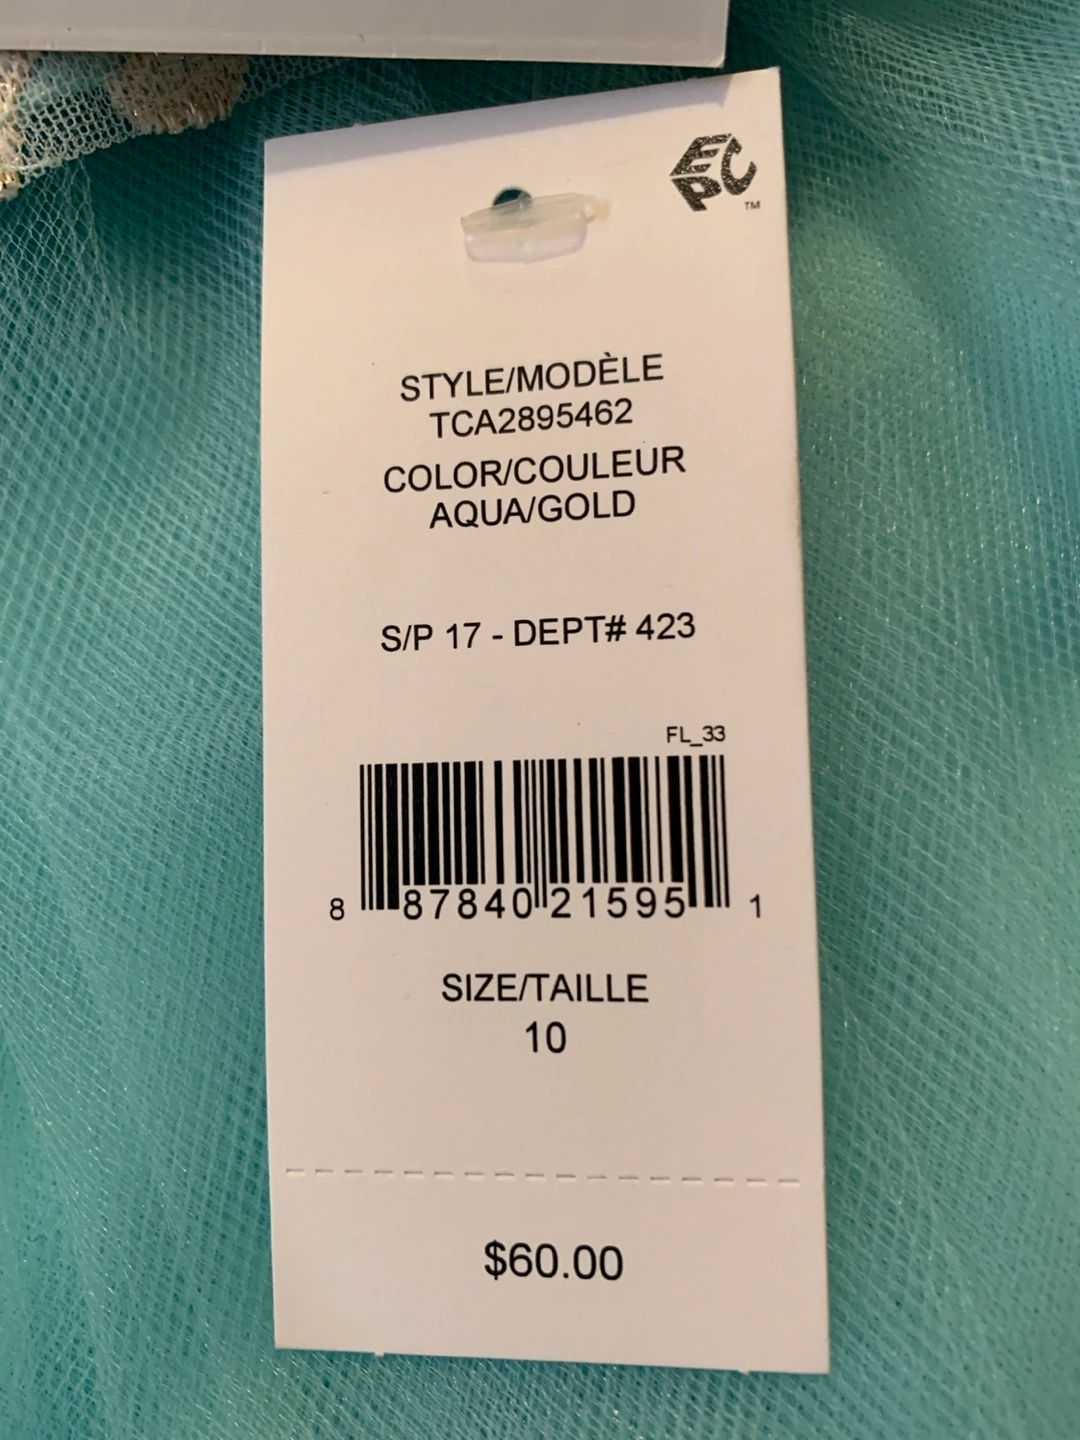 EPC
TM
STYLE/MODÈLE
TCA2895462
COLOR/COULEUR
AQUA/GOLD
S/P 17 - DEPT# 423
FL_33
8 87840 21595 1
SIZE/TAILLE
10
$60.00